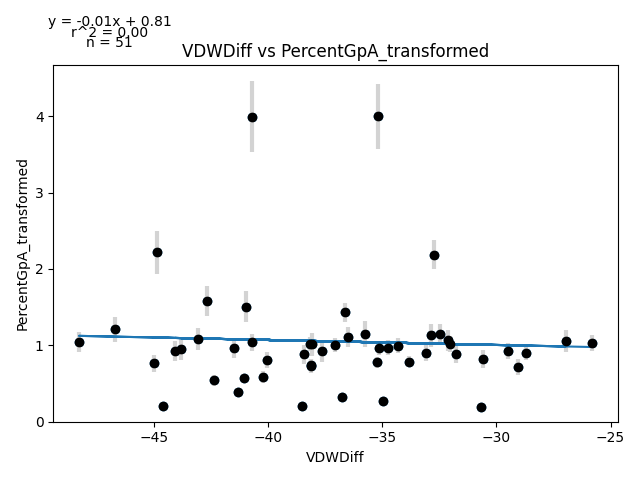 y = -0.01x + 0.81
r^2 = 0.00
n = 51
VDWDiff vs PercentGpA_transformed
PercentGpA_transformed
4
3
2
1
0
−45
−40
−35
−30
−25
VDWDiff